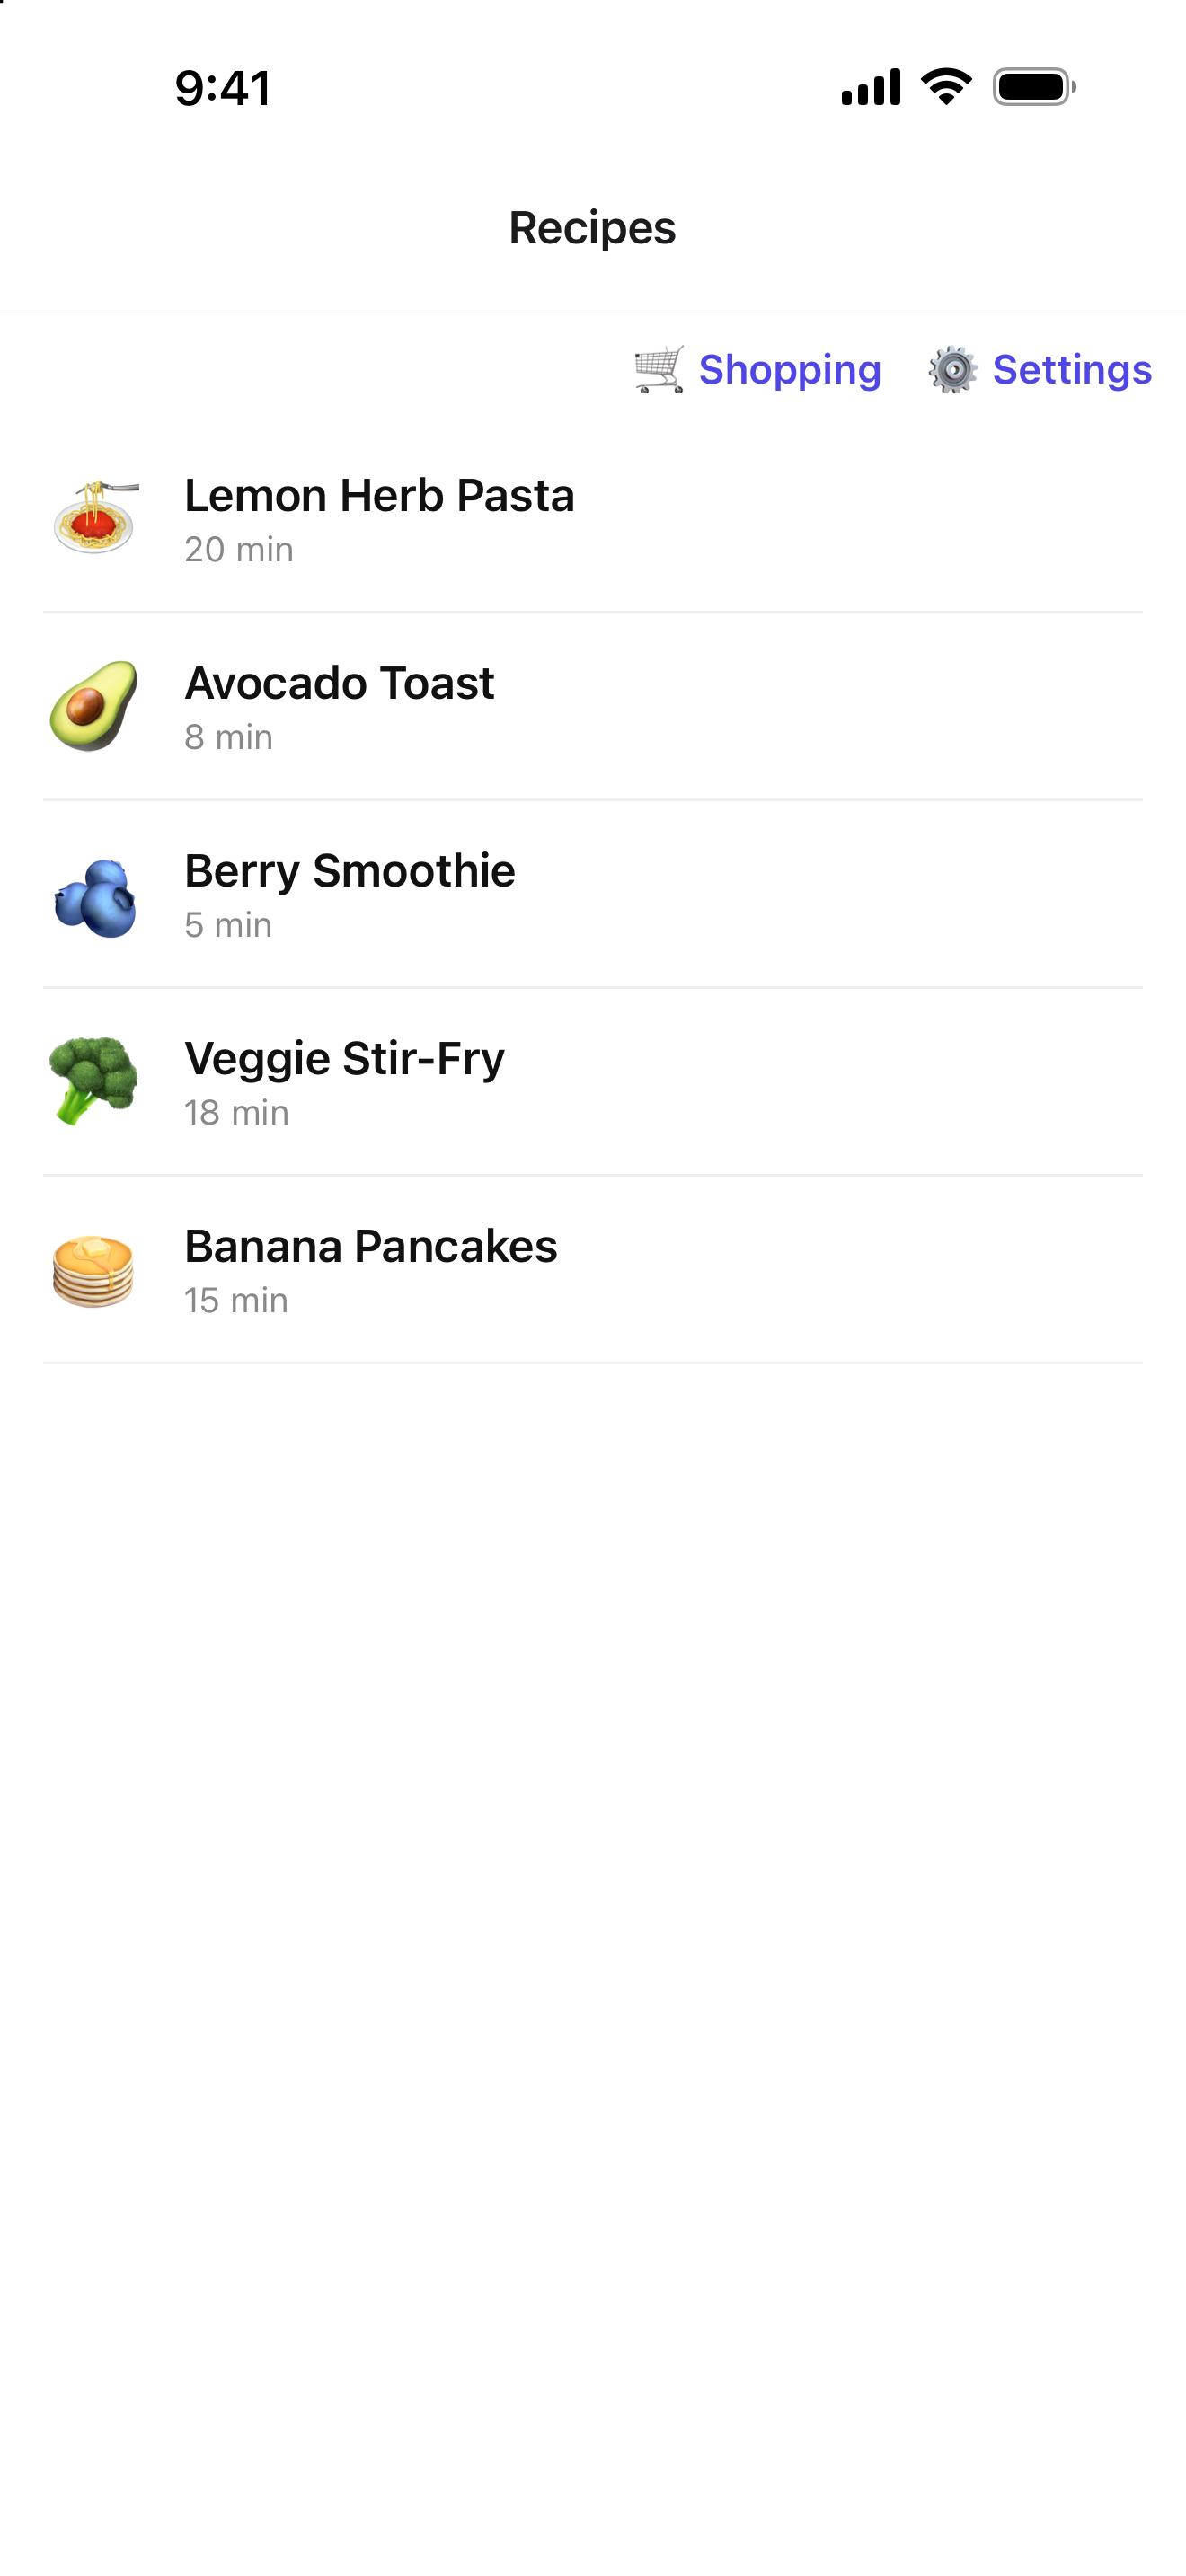 9:41
Recipes
Shopping Settings
Lemon Herb Pasta
20 min
Avocado Toast
8 min
Berry Smoothie
5 min
Veggie Stir-Fry
18 min
Banana Pancakes
15 min